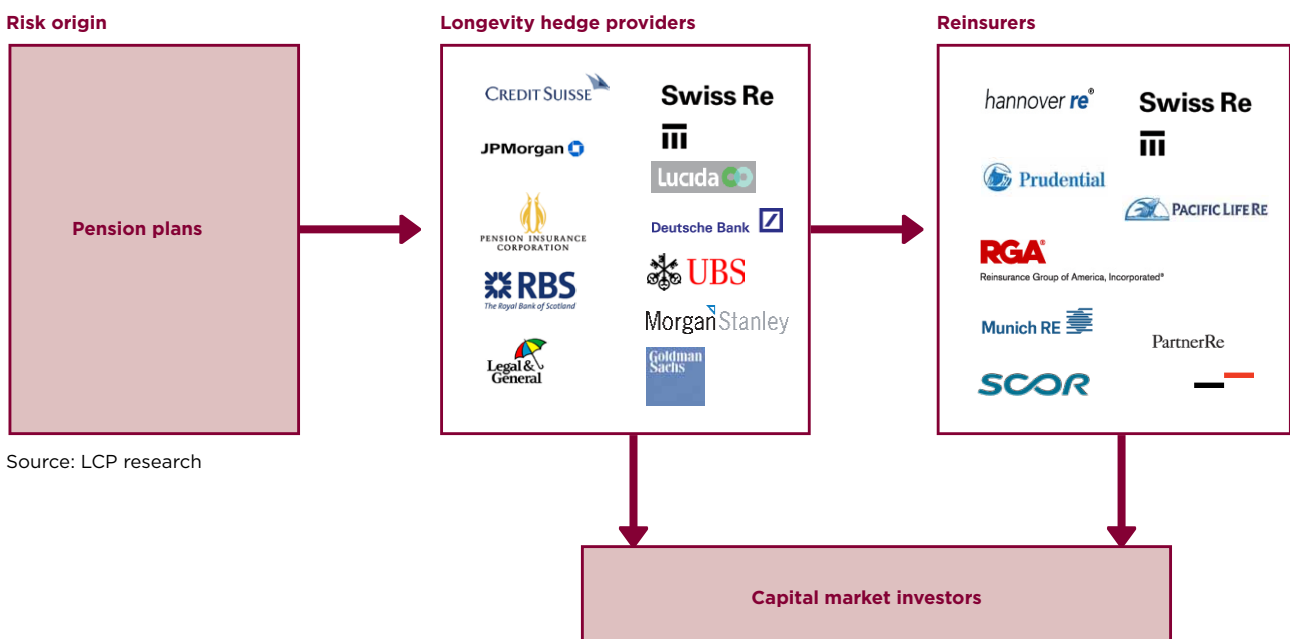 Risk origin
Longevity hedge providers
Reinsurers
Pension plans
CREDIT SUISSE
Swiss Re
JPMorgan
Lucida
PENSION INSURANCE
CORPORATION
Deutsche Bank
RBS
The Royal Bank of Scotland
UBS
MorganStanley
Legal &
General
Goldman
Sachs
hannover re®
Swiss Re
Prudential
PACIFIC LIFE RE
RGA®
Reinsurance Group of America, Incorporated®
Munich RE
PartnerRe
SCOR
Source: LCP research
Capital market investors